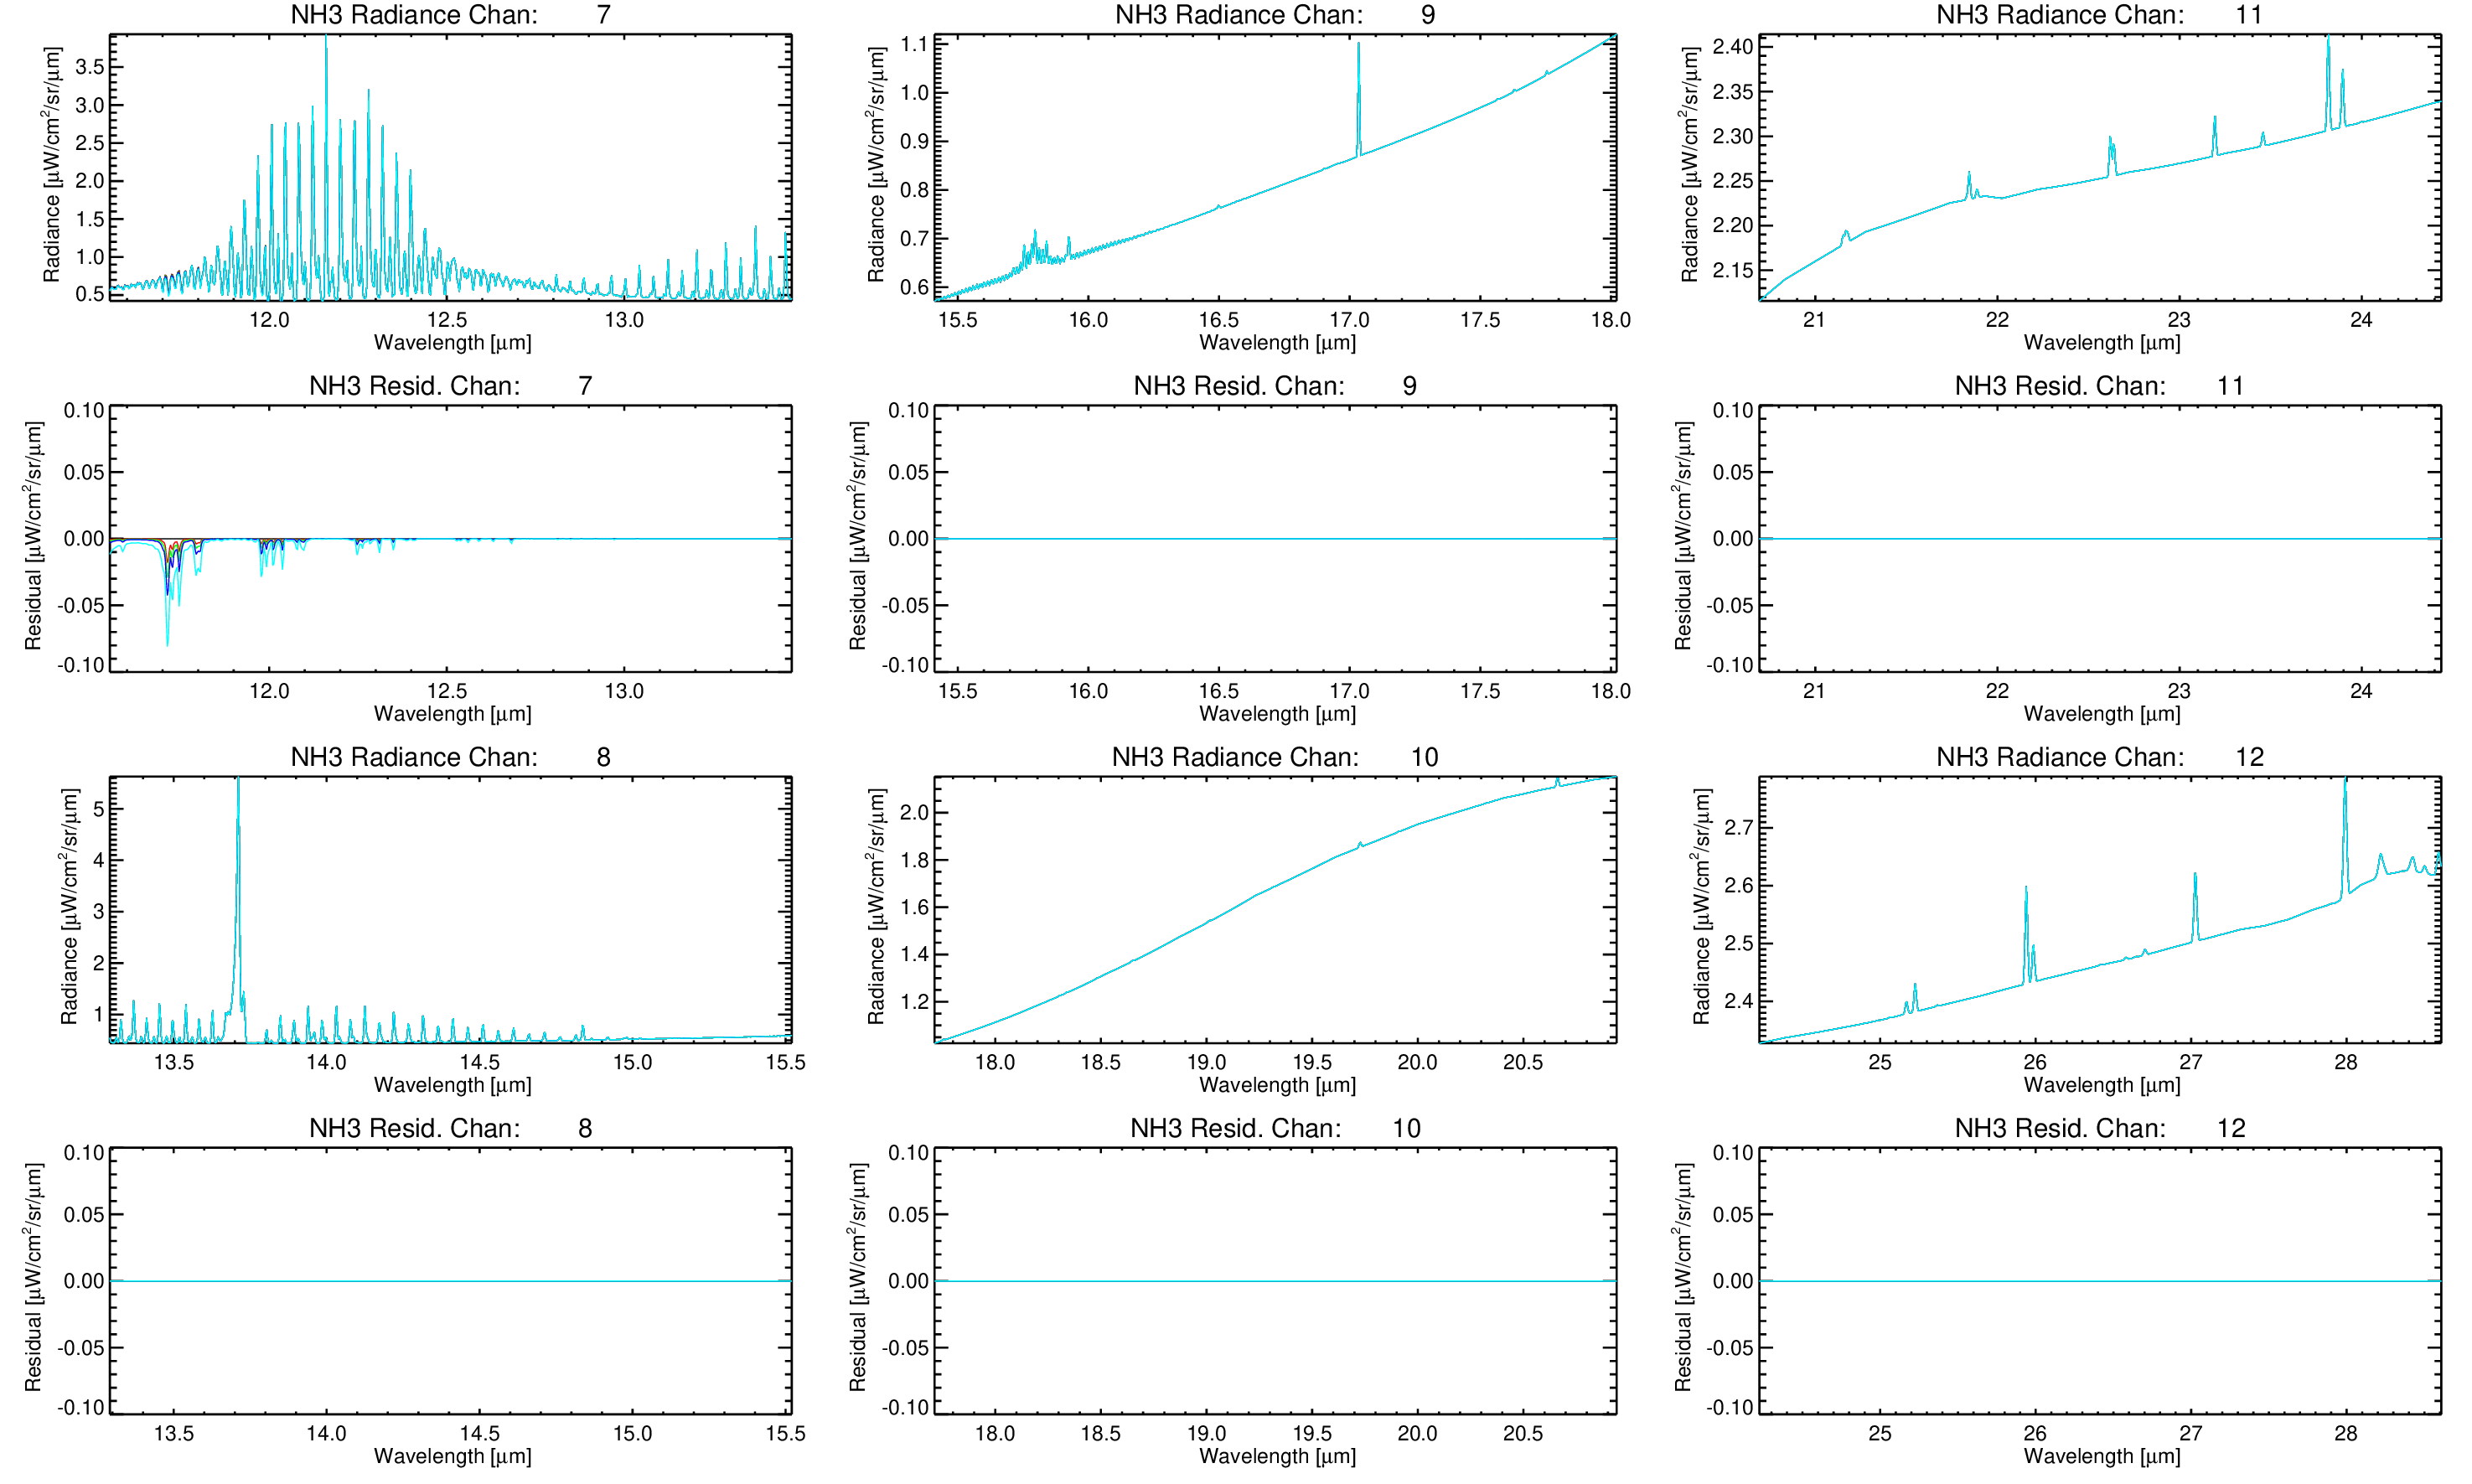 NH3 Radiance Chan: 7
Radiance [μW/cm²/sr/μm]
3.5
3.0
2.5
2.0
1.5
1.0
0.5
12.0 12.5 13.0
Wavelength [μm]
NH3 Radiance Chan: 9
Radiance [μW/cm²/sr/μm]
1.1
1.0
0.9
0.8
0.7
0.6
15.5 16.0 16.5 17.0 17.5 18.0
Wavelength [μm]
NH3 Radiance Chan: 11
Radiance [μW/cm²/sr/μm]
2.40
2.35
2.30
2.25
2.20
2.15
21 22 23 24
Wavelength [μm]
NH3 Resid. Chan: 7
Residual [μW/cm²/sr/μm]
0.10
0.05
0.00
-0.05
-0.10
12.0 12.5 13.0
Wavelength [μm]
NH3 Resid. Chan: 9
Residual [μW/cm²/sr/μm]
0.10
0.05
0.00
-0.05
-0.10
15.5 16.0 16.5 17.0 17.5 18.0
Wavelength [μm]
NH3 Resid. Chan: 11
Residual [μW/cm²/sr/μm]
0.10
0.05
0.00
-0.05
-0.10
21 22 23 24
Wavelength [μm]
NH3 Radiance Chan: 8
Radiance [μW/cm²/sr/μm]
5
4
3
2
1
13.5 14.0 14.5 15.0 15.5
Wavelength [μm]
NH3 Radiance Chan: 10
Radiance [μW/cm²/sr/μm]
2.0
1.8
1.6
1.4
1.2
18.0 18.5 19.0 19.5 20.0 20.5
Wavelength [μm]
NH3 Radiance Chan: 12
Radiance [μW/cm²/sr/μm]
2.7
2.6
2.5
2.4
25 26 27 28
Wavelength [μm]
NH3 Resid. Chan: 8
Residual [μW/cm²/sr/μm]
0.10
0.05
0.00
-0.05
-0.10
13.5 14.0 14.5 15.0 15.5
Wavelength [μm]
NH3 Resid. Chan: 10
Residual [μW/cm²/sr/μm]
0.10
0.05
0.00
-0.05
-0.10
18.0 18.5 19.0 19.5 20.0 20.5
Wavelength [μm]
NH3 Resid. Chan: 12
Residual [μW/cm²/sr/μm]
0.10
0.05
0.00
-0.05
-0.10
25 26 27 28
Wavelength [μm]